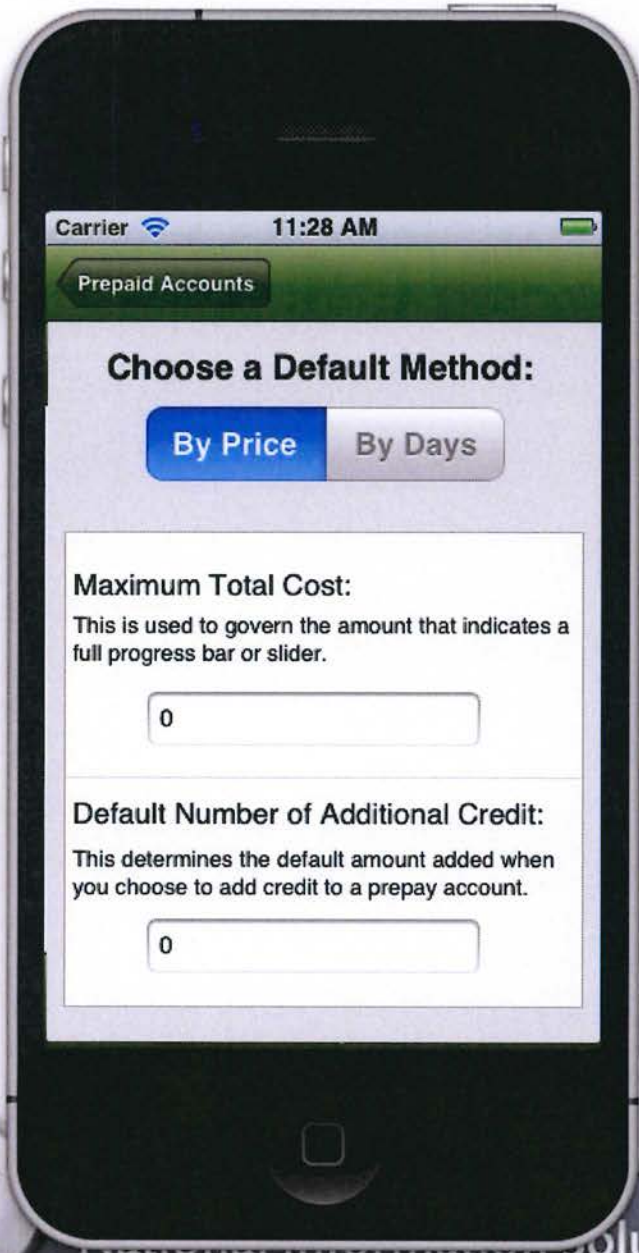 Carrier 11:28 AM
Prepaid Accounts
Choose a Default Method:
By Price By Days
Maximum Total Cost:
This is used to govern the amount that indicates a
full progress bar or slider.
0
Default Number of Additional Credit:
This determines the default amount added when
you choose to add credit to a prepay account.
0